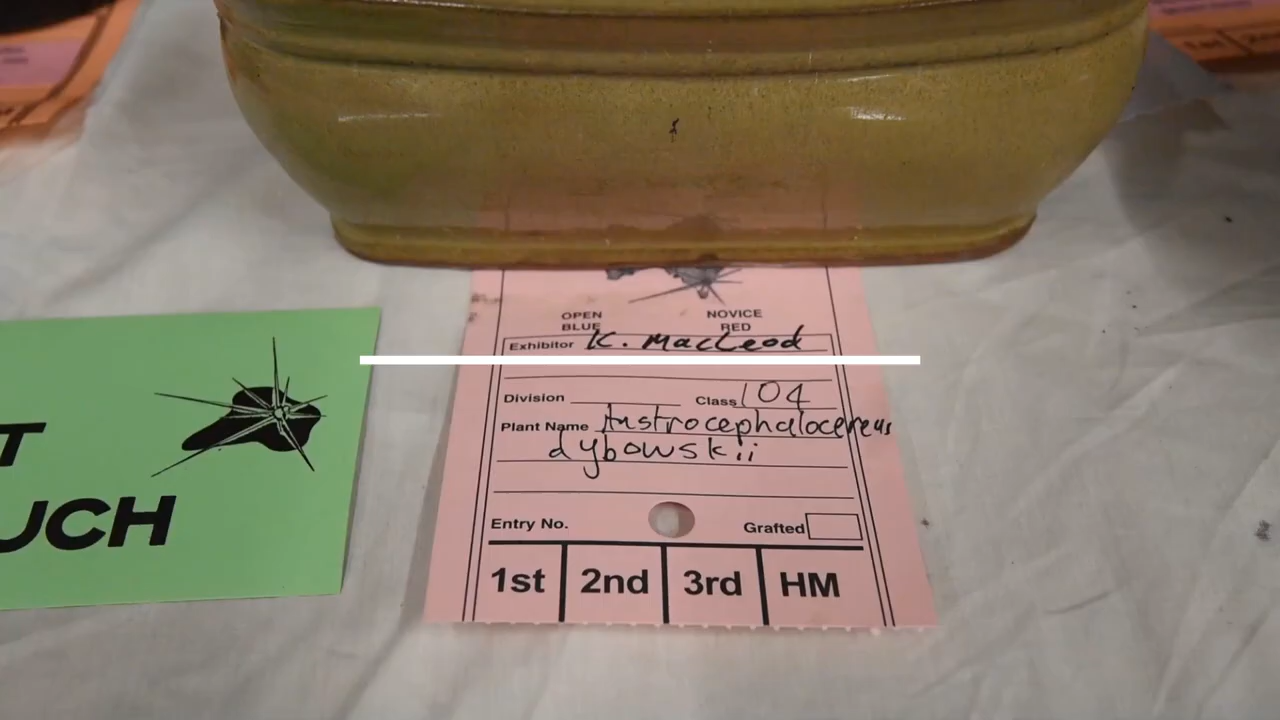 OPEN NOVICE
BLUE RED
Exhibitor K. MacLeod
Division Class 104
Plant Name Austrocephalocereus
dybowskii
Entry No. Grafted
1st 2nd 3rd HM
T
UCH
1st